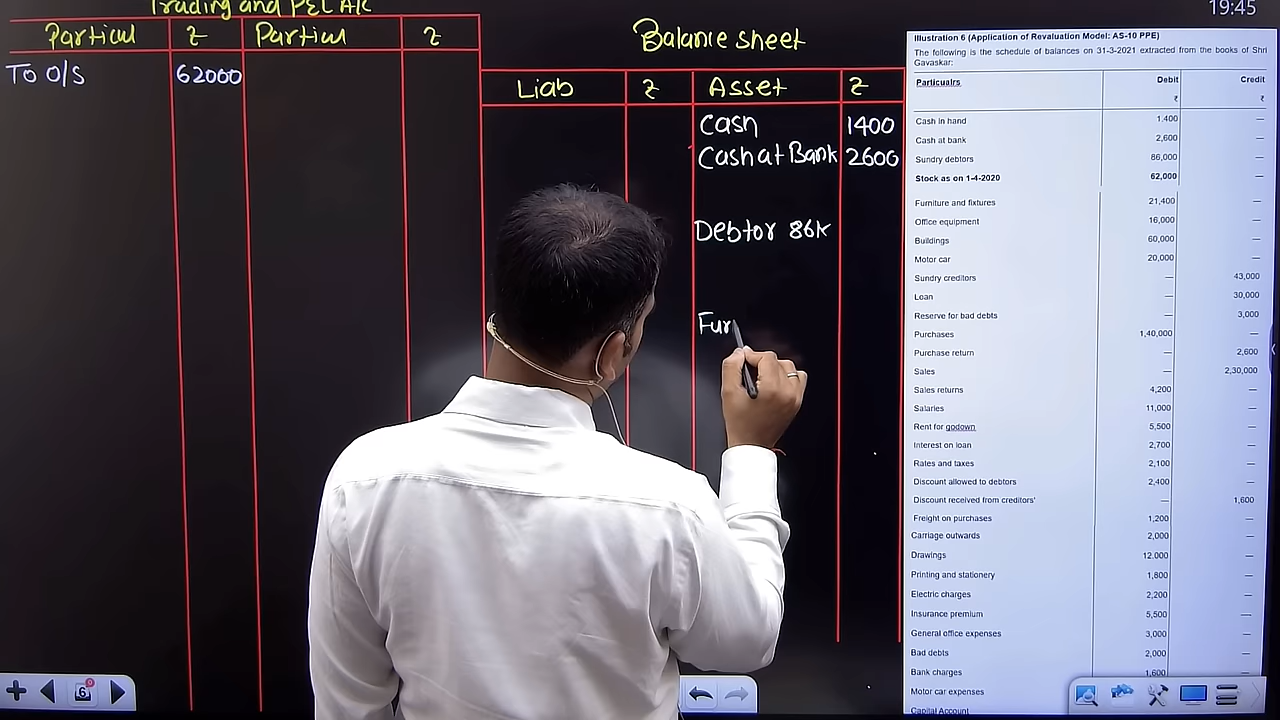 Trading and P&L A/c
Particul ₹ Particul ₹
To O/S 62000
Balance sheet
Liab ₹ Asset ₹
Cash 1400
Cash at Bank 2600
Debtor 86k
Fur
19:45
Illustration 6 (Application of Revaluation Model: AS-10 PPE)
The following is the schedule of balances on 31-3-2021 extracted from the books of Shri
Gavaskar:
Particualrs Debit Credit
₹ ₹
Cash in hand 1.400 —
Cash at bank 2,600 —
Sundry debtors 86,000 —
Stock as on 1-4-2020 62,000 —
Furniture and fixtures 21,400 —
Office equipment 16,000 —
Buildings 60,000 —
Motor car 20,000 —
Sundry creditors — 43,000
Loan — 30,000
Reserve for bad debts — 3,000
Purchases 1,40,000 —
Purchase return — 2,600
Sales — 2,30,000
Sales returns 4,200 —
Salaries 11,000 —
Rent for godown 5,500 —
Interest on loan 2,700 —
Rates and taxes 2,100 —
Discount allowed to debtors 2,400 —
Discount received from creditors' — 1,600
Freight on purchases 1,200 —
Carriage outwards 2,000 —
Drawings 12.000 —
Printing and stationery 1,800 —
Electric charges 2,200 —
Insurance premium 5,500 —
General office expenses 3,000 —
Bad debts 2,000 —
Bank charges 1,600
Motor car expenses
Capital Account
6